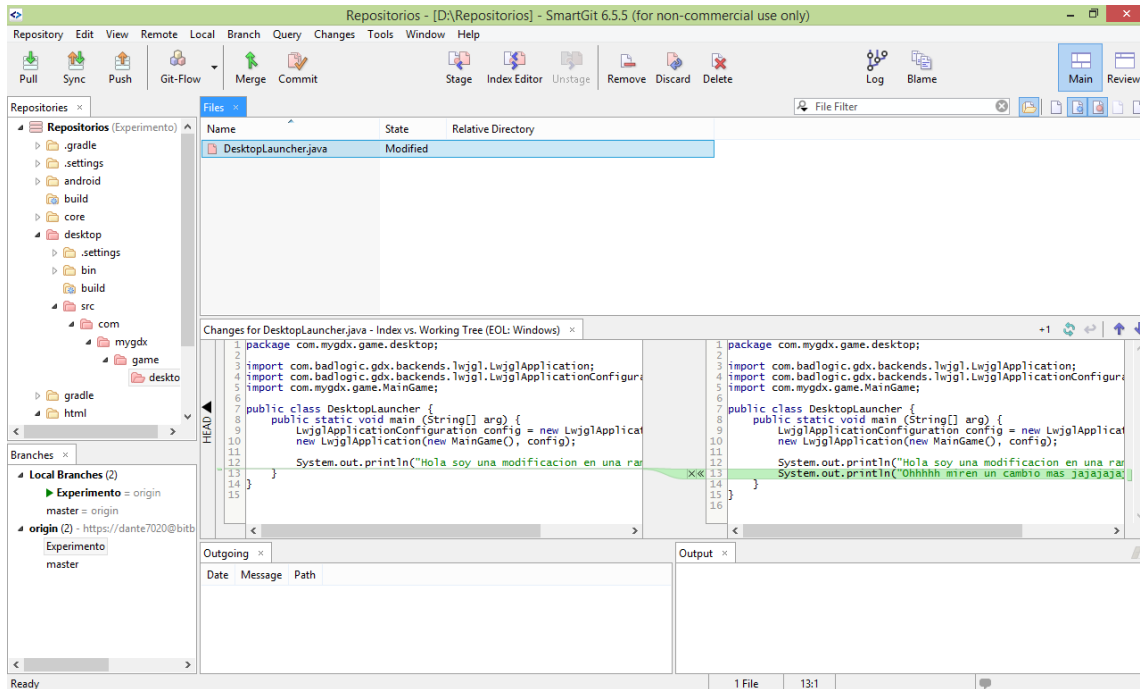 Repositorios - [D:\Repositorios] - SmartGit 6.5.5 (for non-commercial use only)
Repository Edit View Remote Local Branch Query Changes Tools Window Help
Pull Sync Push Git-Flow Merge Commit Stage Index Editor Unstage Remove Discard Delete Log Blame Main Review
Repositories
Repositorios (Experimento)
.gradle
.settings
android
build
core
desktop
.settings
bin
build
src
com
mygdx
game
deskto
gradle
html
Files
File Filter
Name State Relative Directory
DesktopLauncher.java Modified
Changes for DesktopLauncher.java - Index vs. Working Tree (EOL: Windows)
+1
HEAD
1 package com.mygdx.game.desktop;
2
3 import com.badlogic.gdx.backends.lwjgl.LwjglApplication;
4 import com.badlogic.gdx.backends.lwjgl.LwjglApplicationConfigura
5 import com.mygdx.game.MainGame;
6
7 public class DesktopLauncher {
8 public static void main (String[] arg) {
9 LwjglApplicationConfiguration config = new LwjglApplicat
10 new LwjglApplication(new MainGame(), config);
11
12 System.out.println("Hola soy una modificacion en una ram
13 }
14 }
15
1 package com.mygdx.game.desktop;
2
3 import com.badlogic.gdx.backends.lwjgl.LwjglApplication;
4 import com.badlogic.gdx.backends.lwjgl.LwjglApplicationConfigura
5 import com.mygdx.game.MainGame;
6
7 public class DesktopLauncher {
8 public static void main (String[] arg) {
9 LwjglApplicationConfiguration config = new LwjglApplicat
10 new LwjglApplication(new MainGame(), config);
11
12 System.out.println("Hola soy una modificacion en una ram
13 System.out.println("Ohhhhh miren un cambio mas jajajajaj
14 }
15 }
16
Branches
Local Branches (2)
Experimento = origin
master = origin
origin (2) - https://dante7020@bitb
Experimento
master
Outgoing
Date Message Path
Output
Ready
1 File 13:1